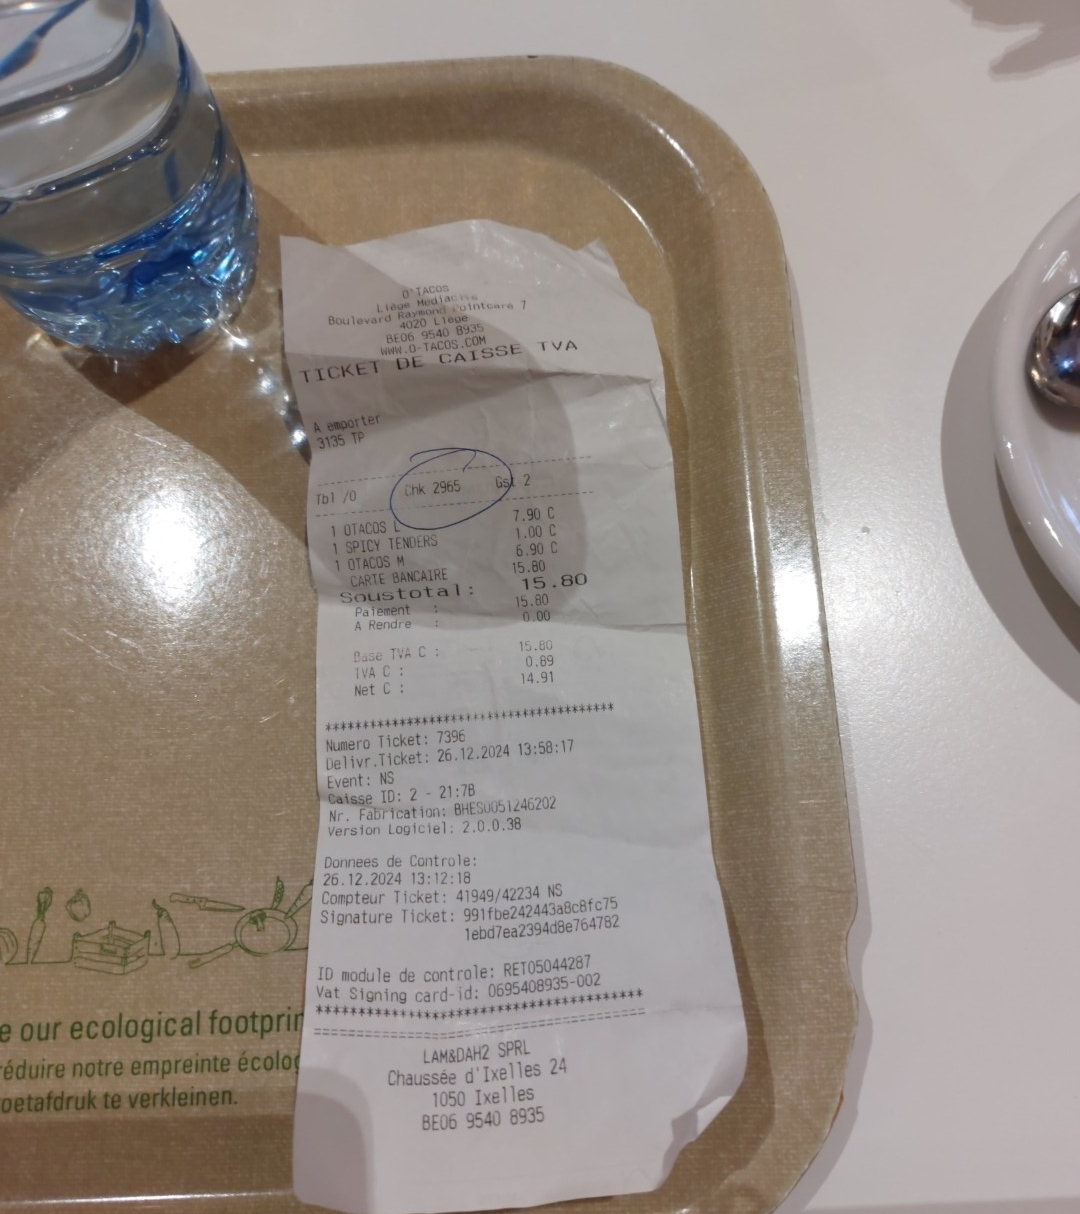 O'TACOS
Liège Mediacité
Boulevard Raymond Pointcaré 7
4020 Liège
BE06 9540 8935
WWW.O-TACOS.COM
TICKET DE CAISSE TVA
A emporter
3135 TP
Tbl /0 Chk 2965 Gst 2
1 OTACOS L 7.90 C
1 SPICY TENDERS 1.00 C
1 OTACOS M 6.90 C
CARTE BANCAIRE 15.80
Soustotal: 15.80
Paiement : 15.80
A Rendre : 0.00
Base TVA C : 15.80
TVA C : 0.89
Net C : 14.91
***************************************
Numero Ticket: 7396
Delivr.Ticket: 26.12.2024 13:58:17
Event: NS
Caisse ID: 2 - 21:7B
Nr. Fabrication: BHES0051246202
Version Logiciel: 2.0.0.38
Donnees de Controle:
26.12.2024 13:12:18
Compteur Ticket: 41949/42234 NS
Signature Ticket: 991fbe242443a8c8fc75
1ebd7ea2394d8e764782
ID module de controle: RET05044287
Vat Signing card-id: 0695408935-002
********************************************
============================================
LAM&DAH2 SPRL
Chaussée d'Ixelles 24
1050 Ixelles
BE06 9540 8935
e our ecological footprin
réduire notre empreinte écolog
oetafdruk te verkleinen.